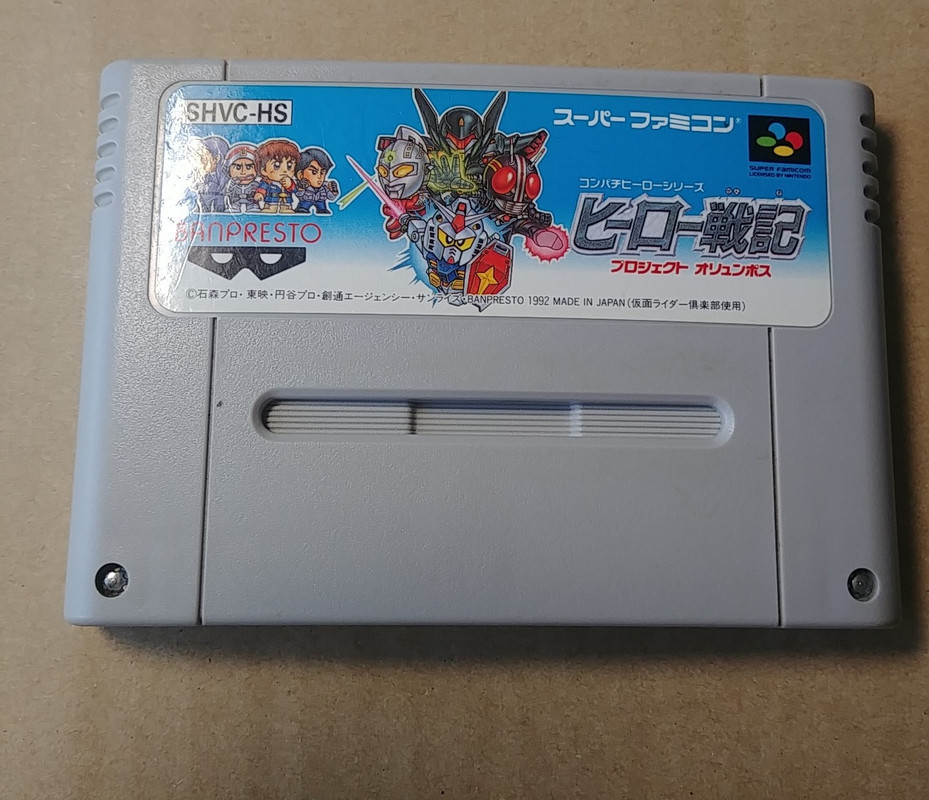 SHVC-HS
スーパーファミコン
SUPER FAMICOM
LICENSED BY NINTENDO
コンパチヒーローシリーズ
せん き
ヒーロー戦記
プロジェクト オリュンポス
BANPRESTO
©石森プロ・東映・円谷プロ・創通エージェンシー・サンライズ・BANPRESTO 1992 MADE IN JAPAN(仮面ライダー倶楽部使用)